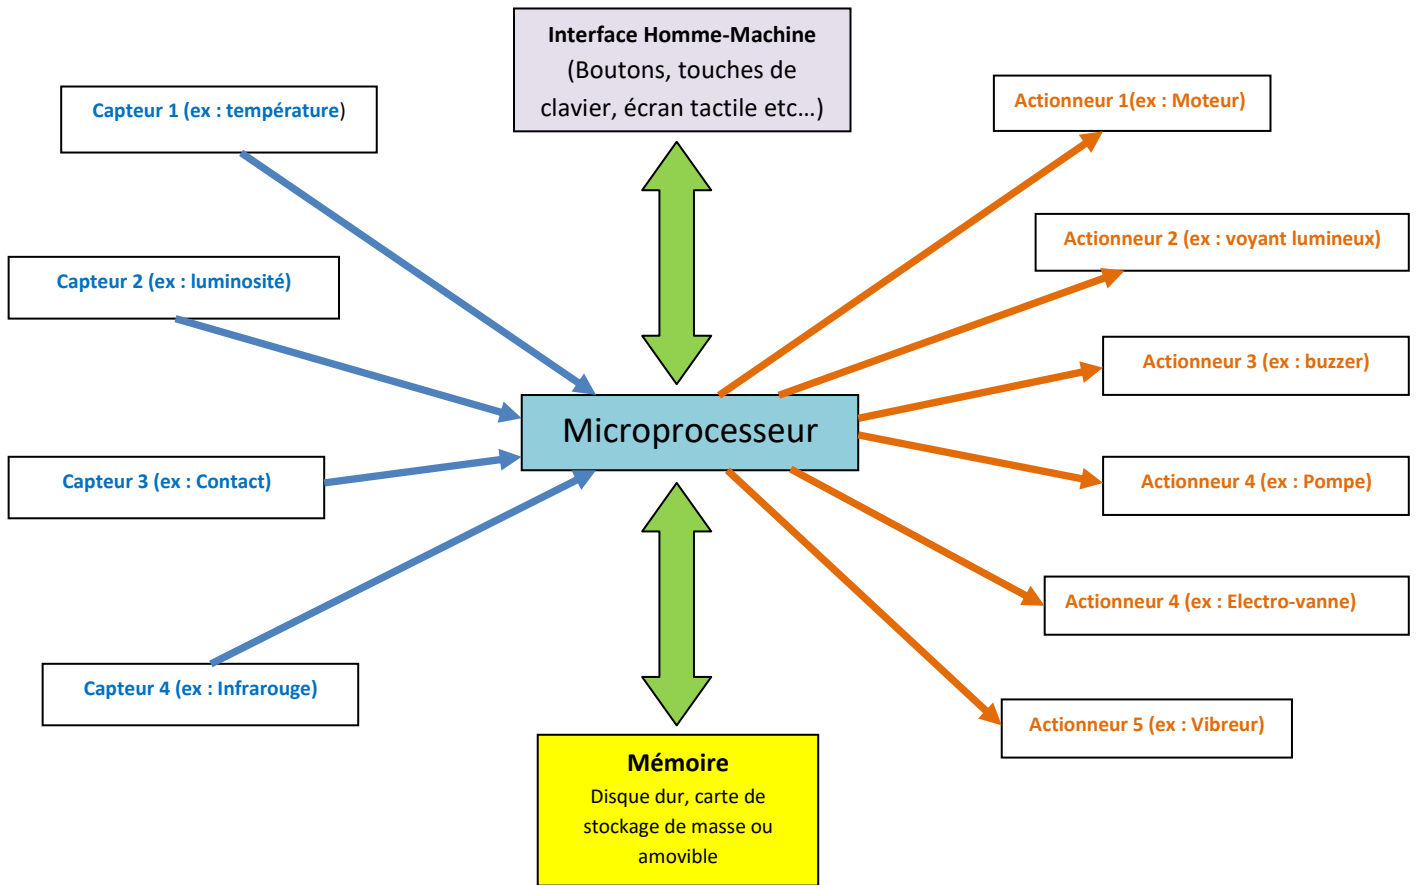 Interface Homme-Machine
(Boutons, touches de
clavier, écran tactile etc…)
Capteur 1 (ex : température)
Capteur 2 (ex : luminosité)
Capteur 3 (ex : Contact)
Capteur 4 (ex : Infrarouge)
Microprocesseur
Actionneur 1(ex : Moteur)
Actionneur 2 (ex : voyant lumineux)
Actionneur 3 (ex : buzzer)
Actionneur 4 (ex : Pompe)
Actionneur 4 (ex : Electro-vanne)
Actionneur 5 (ex : Vibreur)
Mémoire
Disque dur, carte de
stockage de masse ou
amovible